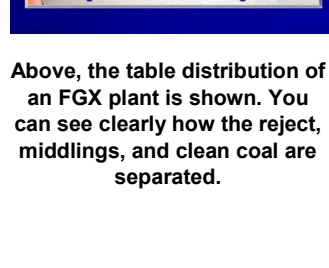 Above, the table distribution of
an FGX plant is shown. You
can see clearly how the reject,
middlings, and clean coal are
separated.